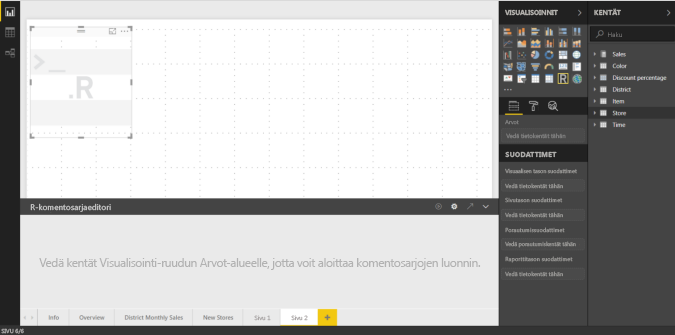 VISUALISOINNIT
KENTÄT
Haku
Sales
Color
Discount percentage
District
Item
Store
Time
>_
.R
R
Arvot
Vedä tietokentät tähän
SUODATTIMET
Visuaalisen tason suodattimet
Vedä tietokentät tähän
Sivutason suodattimet
Vedä tietokentät tähän
Porautumissuodattimet
Vedä porautumiskentät tähän
Raporttitason suodattimet
Vedä tietokentät tähän
R-komentosarjaeditori
Vedä kentät Visualisointi-ruudun Arvot-alueelle, jotta voit aloittaa komentosarjojen luonnin.
Info
Overview
District Monthly Sales
New Stores
Sivu 1
Sivu 2
+
SIVU 6/6